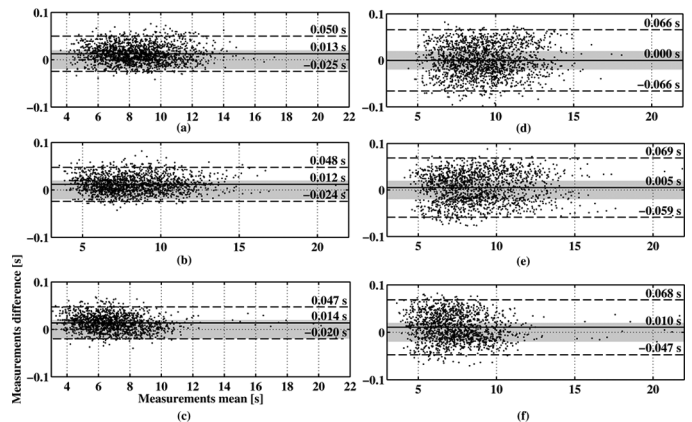 0.1
0.050 s
0.013 s
0
−0.025 s
−0.1
4 6 8 10 12 14 16 18 20 22
(a)
0.1
0.066 s
0.000 s
0
−0.066 s
−0.1
5 10 15 20
(d)
0.1
0.048 s
0.012 s
0
−0.024 s
−0.1
5 10 15 20
(b)
0.1
0.069 s
0.005 s
0
−0.059 s
−0.1
5 10 15 20
(e)
Measurements difference [s]
0.1
0.047 s
0.014 s
0
−0.020 s
−0.1
4 6 8 10 12 14 16 18 20 22
Measurements mean [s]
(c)
0.1
0.068 s
0.010 s
0
−0.047 s
−0.1
5 10 15 20
(f)